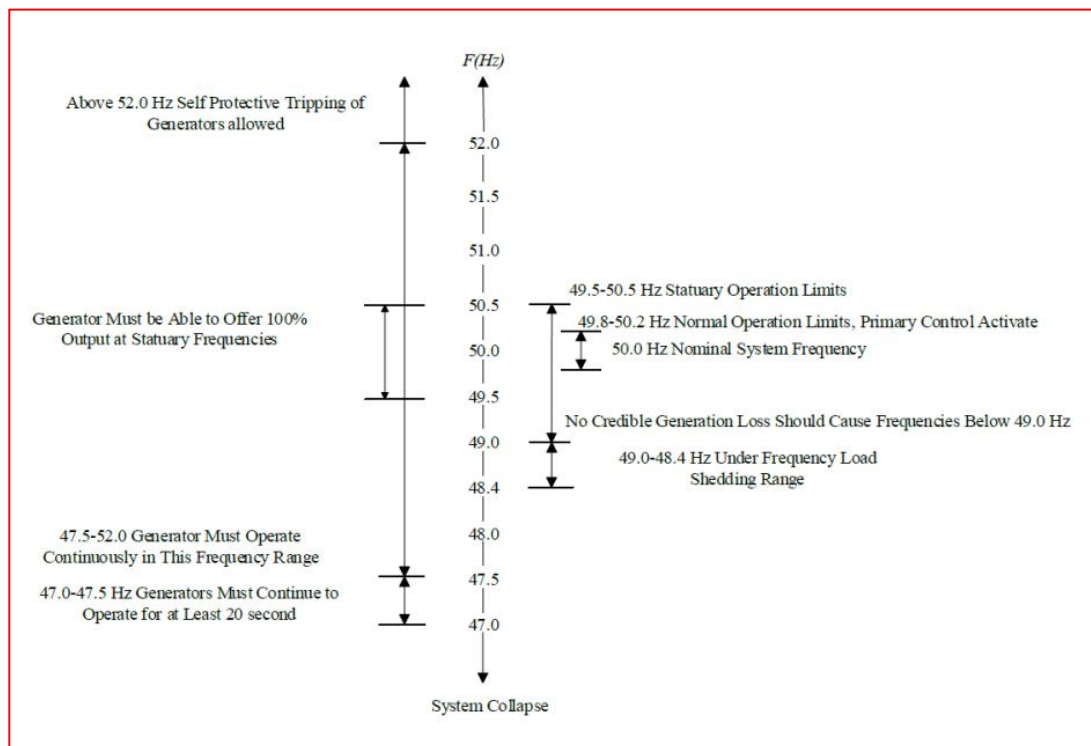 F(Hz)
Above 52.0 Hz Self Protective Tripping of
Generators allowed
52.0
51.5
51.0
50.5
49.5-50.5 Hz Statuary Operation Limits
Generator Must be Able to Offer 100%
Output at Statuary Frequencies
49.8-50.2 Hz Normal Operation Limits, Primary Control Activate
50.0
50.0 Hz Nominal System Frequency
49.5
No Credible Generation Loss Should Cause Frequencies Below 49.0 Hz
49.0
49.0-48.4 Hz Under Frequency Load
Shedding Range
48.4
48.0
47.5-52.0 Generator Must Operate
Continuously in This Frequency Range
47.5
47.0-47.5 Hz Generators Must Continue to
Operate for at Least 20 second
47.0
System Collapse